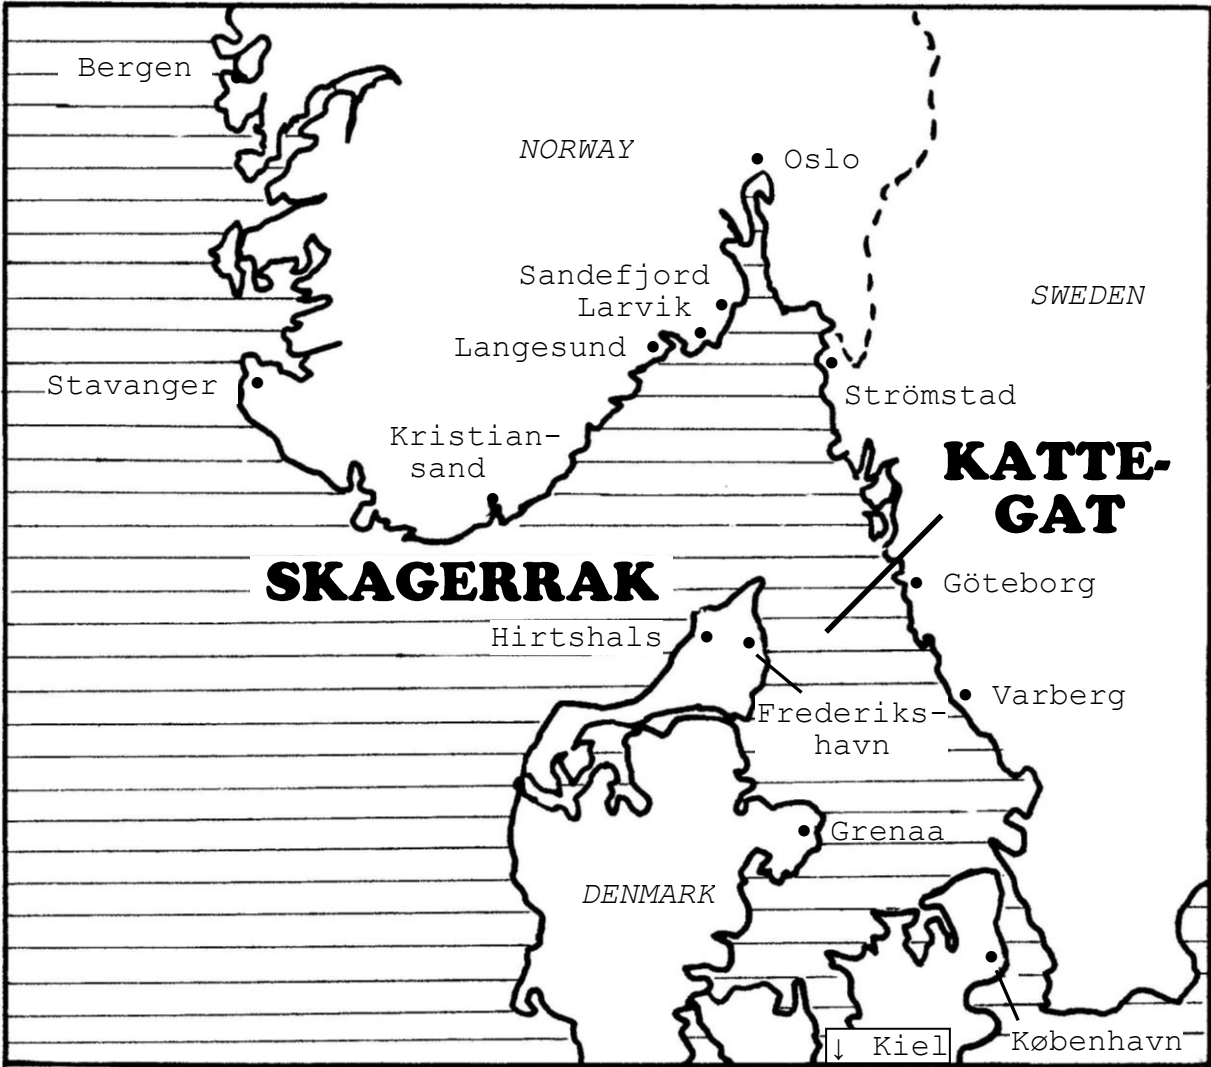 Bergen
NORWAY
Oslo
Sandefjord
Larvik
SWEDEN
Langesund
Stavanger
Strömstad
Kristian-
sand
KATTE-
GAT
SKAGERRAK
Göteborg
Hirtshals
Varberg
Frederiks-
havn
Grenaa
DENMARK
København
↓ Kiel